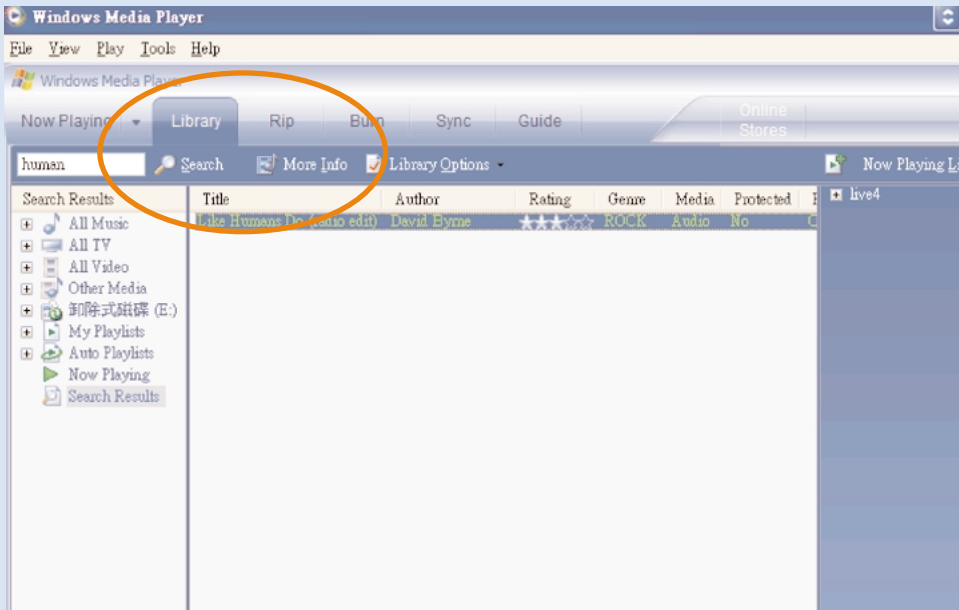 Windows Media Player
File View Play Tools Help
Windows Media Player
Now Playing Library Rip Burn Sync Guide Online Stores
human Search More Info Library Options Now Playing Li
Search Results Title Author Rating Genre Media Protected live4
Like Humans Do (radio edit) David Byrne ROCK Audio No
All Music
All TV
All Video
Other Media
卸除式磁碟 (E:)
My Playlists
Auto Playlists
Now Playing
Search Results